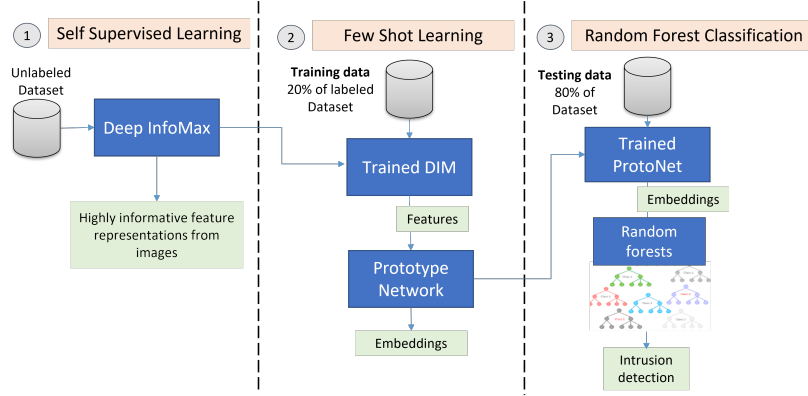 1
Self Supervised Learning
Unlabeled
Dataset
Deep InfoMax
Highly informative feature
representations from
images
2
Few Shot Learning
Training data
20% of labeled
Dataset
Trained DIM
Features
Prototype
Network
Embeddings
3
Random Forest Classification
Testing data
80% of
Dataset
Trained
ProtoNet
Embeddings
Random
forests
Intrusion
detection